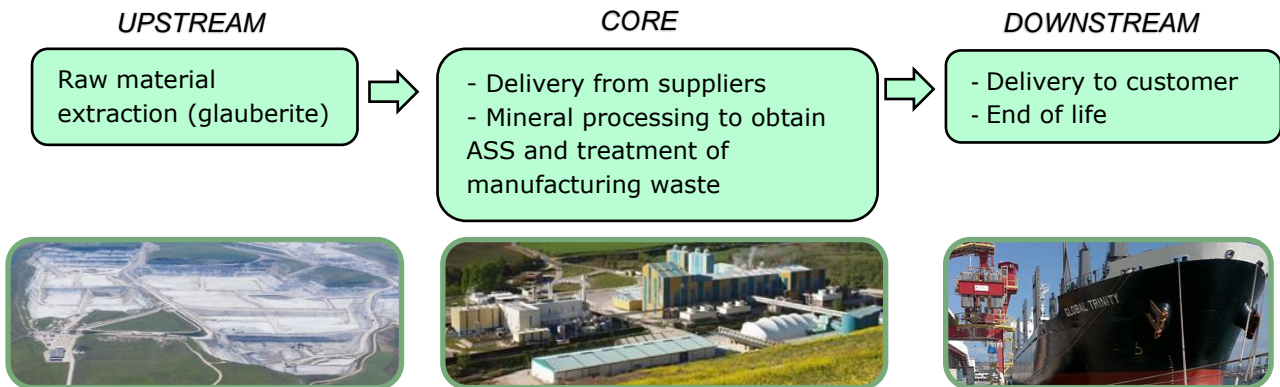 UPSTREAM
Raw material
extraction (glauberite)
CORE
- Delivery from suppliers
- Mineral processing to obtain
ASS and treatment of
manufacturing waste
DOWNSTREAM
- Delivery to customer
- End of life
GLOBAL TRINITY